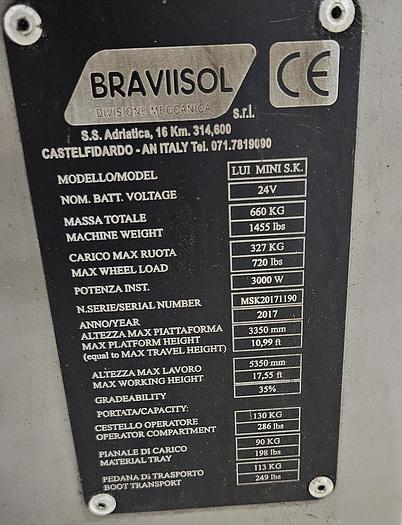 BRAVIISOL
DIVISIONE MECCANICA
S.r.l.
CE
S.S. Adriatica, 16 Km. 314,600
CASTELFIDARDO - AN ITALY Tel. 071.7819090
MODELLO/MODEL LUI MINI S.K.
NOM. BATT. VOLTAGE 24V
MASSA TOTALE 660 KG
MACHINE WEIGHT 1455 lbs
CARICO MAX RUOTA 327 KG
MAX WHEEL LOAD 720 lbs
POTENZA INST. 3000 W
N.SERIE/SERIAL NUMBER MSK20171190
ANNO/YEAR 2017
ALTEZZA MAX PIATTAFORMA 3350 mm
MAX PLATFORM HEIGHT 10,99 ft
(equal to MAX TRAVEL HEIGHT)
ALTEZZA MAX LAVORO 5350 mm
MAX WORKING HEIGHT 17,55 ft
GRADEABILITY 35%
PORTATA/CAPACITY:
CESTELLO OPERATORE 130 KG
OPERATOR COMPARTMENT 286 lbs
PIANALE DI CARICO 90 KG
MATERIAL TRAY 198 lbs
PEDANA DI TRASPORTO 113 KG
BOOT TRANSPORT 249 lbs